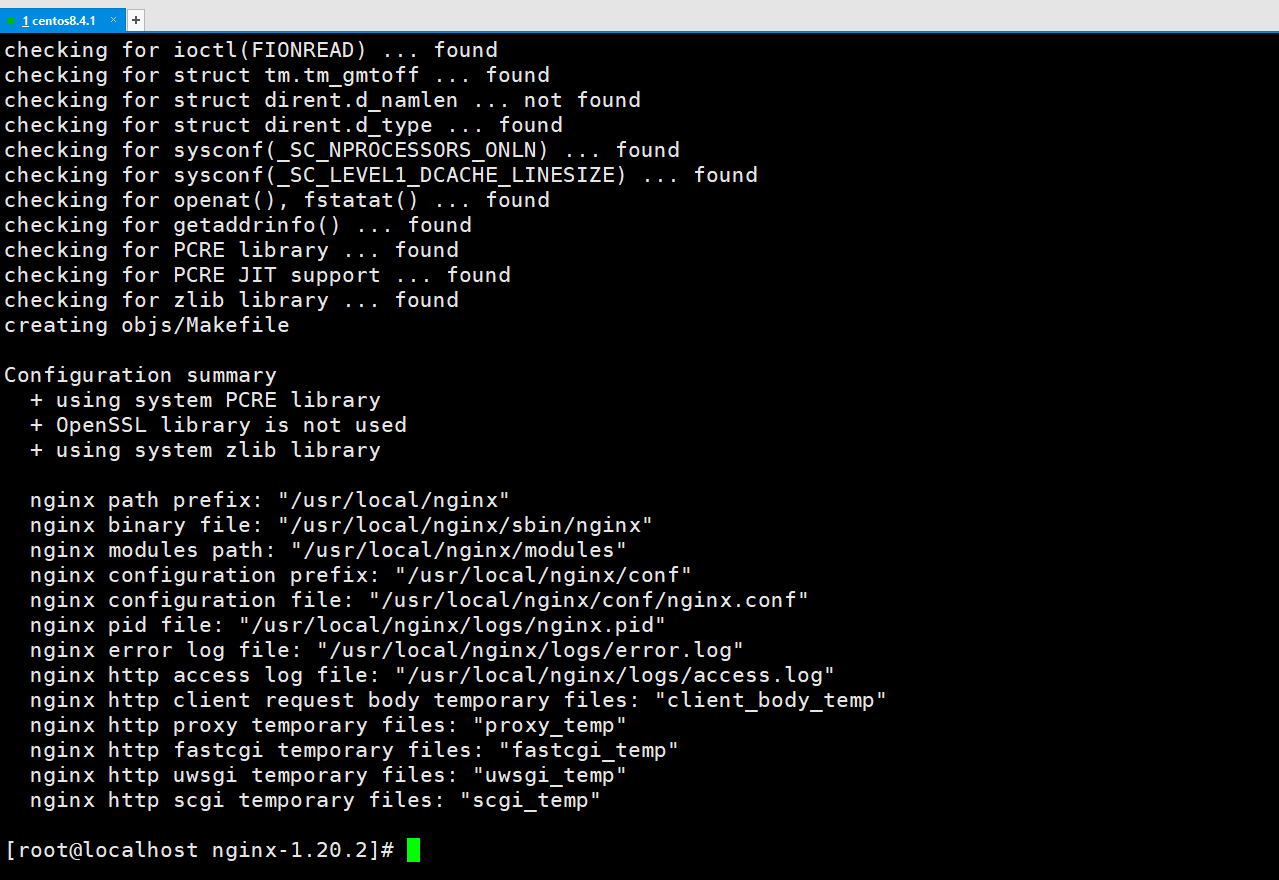 1 centos8.4.1 × +
checking for ioctl(FIONREAD) ... found
checking for struct tm.tm_gmtoff ... found
checking for struct dirent.d_namlen ... not found
checking for struct dirent.d_type ... found
checking for sysconf(_SC_NPROCESSORS_ONLN) ... found
checking for sysconf(_SC_LEVEL1_DCACHE_LINESIZE) ... found
checking for openat(), fstatat() ... found
checking for getaddrinfo() ... found
checking for PCRE library ... found
checking for PCRE JIT support ... found
checking for zlib library ... found
creating objs/Makefile
Configuration summary
+ using system PCRE library
+ OpenSSL library is not used
+ using system zlib library
nginx path prefix: "/usr/local/nginx"
nginx binary file: "/usr/local/nginx/sbin/nginx"
nginx modules path: "/usr/local/nginx/modules"
nginx configuration prefix: "/usr/local/nginx/conf"
nginx configuration file: "/usr/local/nginx/conf/nginx.conf"
nginx pid file: "/usr/local/nginx/logs/nginx.pid"
nginx error log file: "/usr/local/nginx/logs/error.log"
nginx http access log file: "/usr/local/nginx/logs/access.log"
nginx http client request body temporary files: "client_body_temp"
nginx http proxy temporary files: "proxy_temp"
nginx http fastcgi temporary files: "fastcgi_temp"
nginx http uwsgi temporary files: "uwsgi_temp"
nginx http scgi temporary files: "scgi_temp"
[root@localhost nginx-1.20.2]#